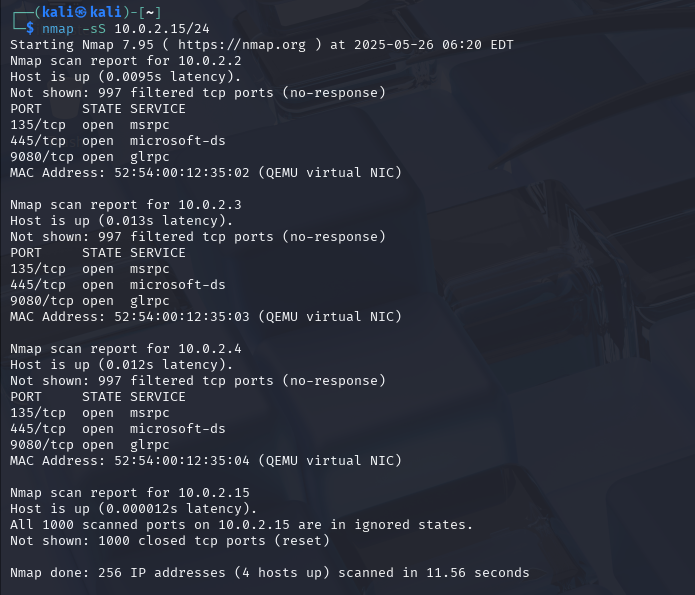 ┌──(kali㉿kali)-[~]
└─$ nmap -sS 10.0.2.15/24
Starting Nmap 7.95 ( https://nmap.org ) at 2025-05-26 06:20 EDT
Nmap scan report for 10.0.2.2
Host is up (0.0095s latency).
Not shown: 997 filtered tcp ports (no-response)
PORT     STATE SERVICE
135/tcp  open  msrpc
445/tcp  open  microsoft-ds
9080/tcp open  glrpc
MAC Address: 52:54:00:12:35:02 (QEMU virtual NIC)

Nmap scan report for 10.0.2.3
Host is up (0.013s latency).
Not shown: 997 filtered tcp ports (no-response)
PORT     STATE SERVICE
135/tcp  open  msrpc
445/tcp  open  microsoft-ds
9080/tcp open  glrpc
MAC Address: 52:54:00:12:35:03 (QEMU virtual NIC)

Nmap scan report for 10.0.2.4
Host is up (0.012s latency).
Not shown: 997 filtered tcp ports (no-response)
PORT     STATE SERVICE
135/tcp  open  msrpc
445/tcp  open  microsoft-ds
9080/tcp open  glrpc
MAC Address: 52:54:00:12:35:04 (QEMU virtual NIC)

Nmap scan report for 10.0.2.15
Host is up (0.000012s latency).
All 1000 scanned ports on 10.0.2.15 are in ignored states.
Not shown: 1000 closed tcp ports (reset)

Nmap done: 256 IP addresses (4 hosts up) scanned in 11.56 seconds